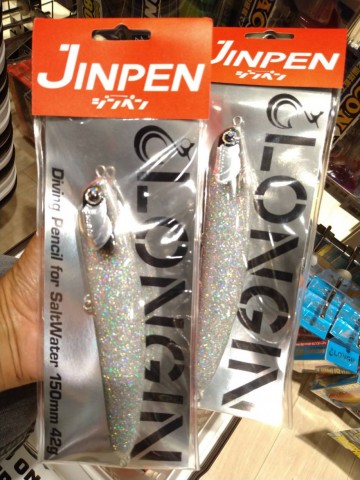 JINPEN
ジンペン
LONGIN
Diving Pencil for SaltWater 150mm 42g
JINPEN
ジンペン
LONGIN